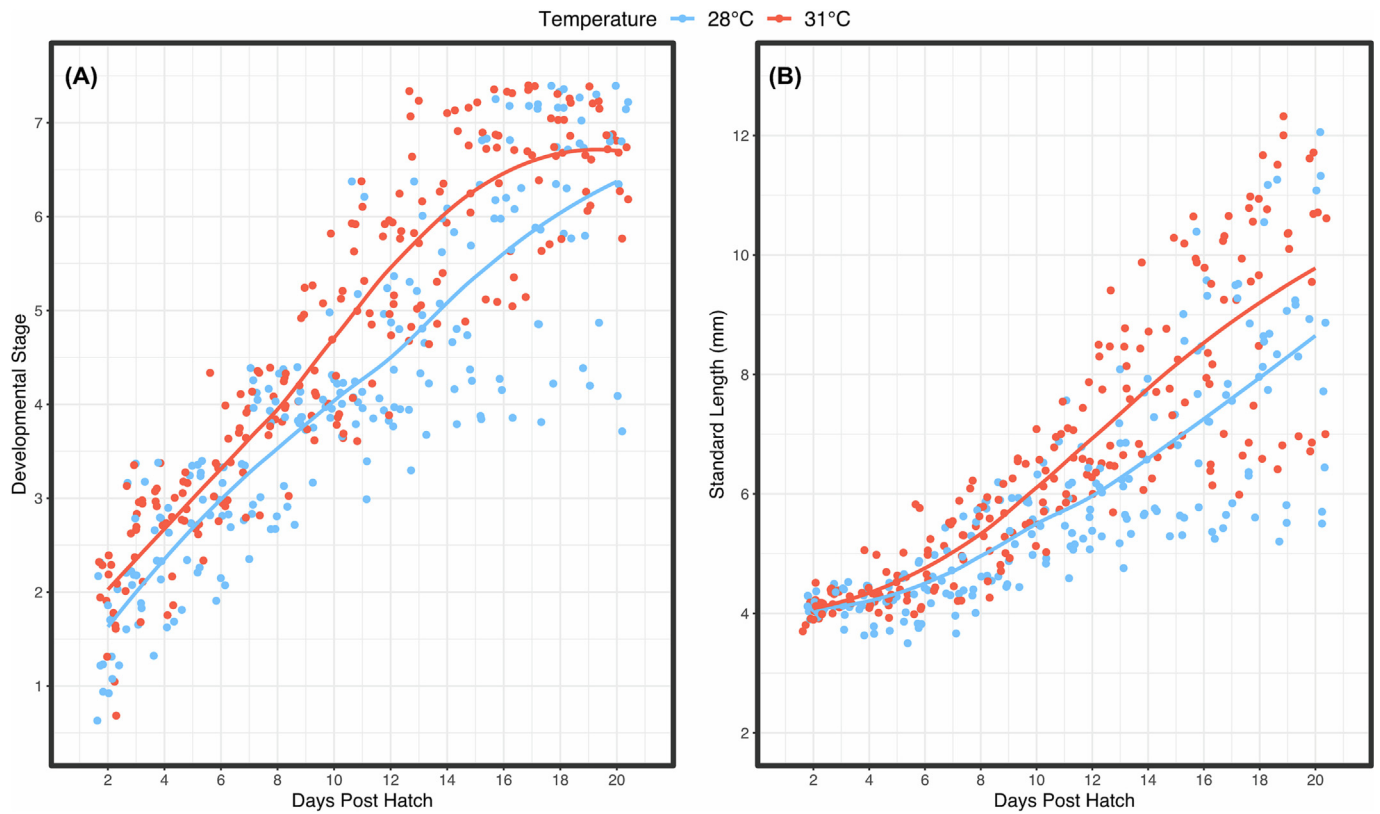 Temperature 28°C 31°C
(A)
Developmental Stage
7
6
5
4
3
2
1
2 4 6 8 10 12 14 16 18 20
Days Post Hatch
(B)
Standard Length (mm)
12
10
8
6
4
2
2 4 6 8 10 12 14 16 18 20
Days Post Hatch